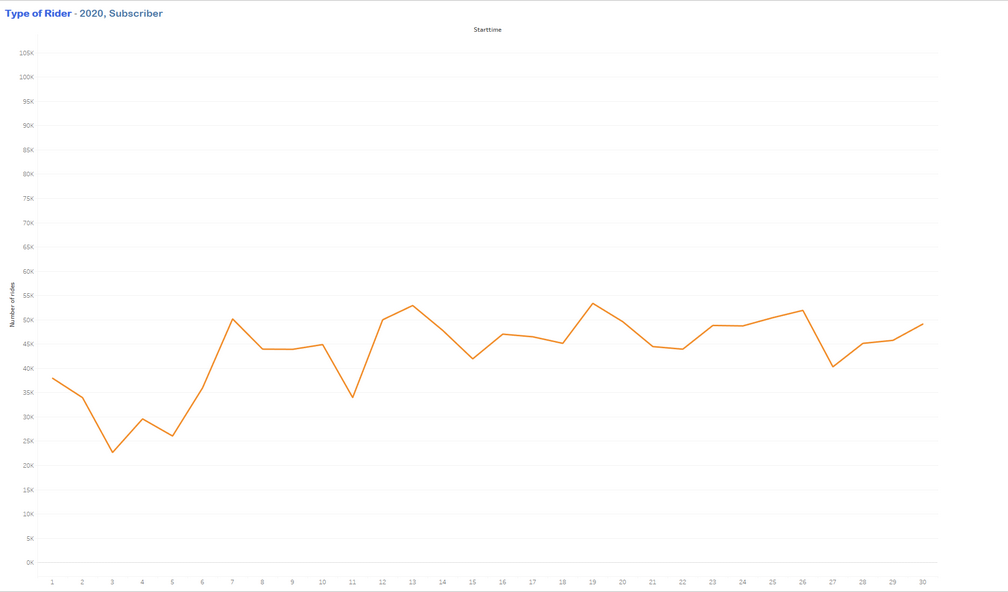 Type of Rider - 2020, Subscriber
Starttime
105K
100K
95K
90K
85K
80K
75K
70K
65K
60K
55K
50K
45K
40K
35K
30K
25K
20K
15K
10K
5K
0K
Number of rides
1 2 3 4 5 6 7 8 9 10 11 12 13 14 15 16 17 18 19 20 21 22 23 24 25 26 27 28 29 30